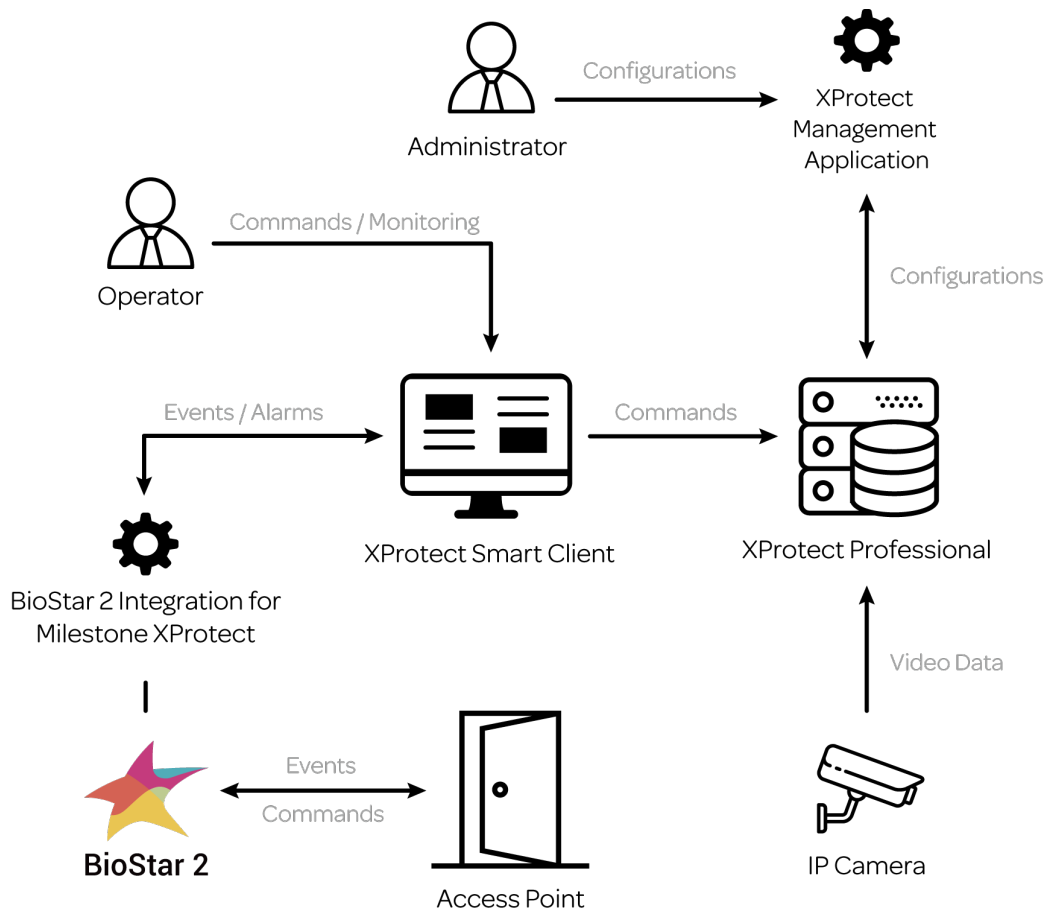 Configurations
XProtect
Management
Application
Administrator
Commands / Monitoring
Operator
Configurations
Events / Alarms
Commands
XProtect Smart Client
XProtect Professional
BioStar 2 Integration for
Milestone XProtect
Video Data
Events
Commands
BioStar 2
Access Point
IP Camera